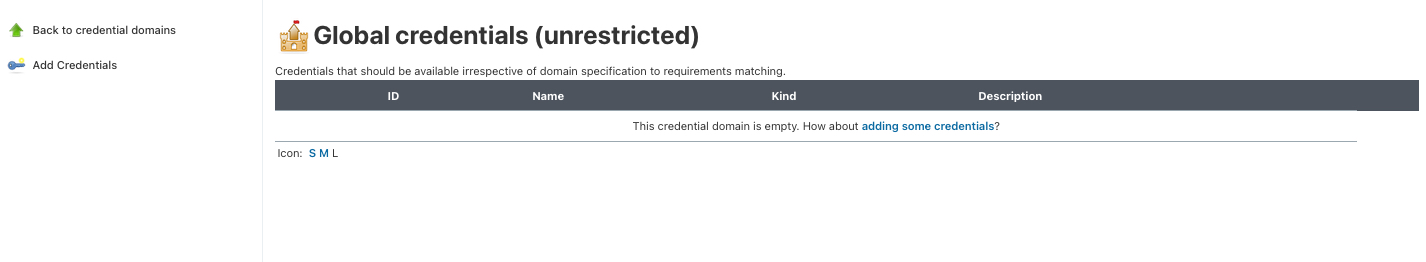 Back to credential domains
Add Credentials
Global credentials (unrestricted)
Credentials that should be available irrespective of domain specification to requirements matching.
ID Name Kind Description
This credential domain is empty. How about adding some credentials?
Icon: S M L